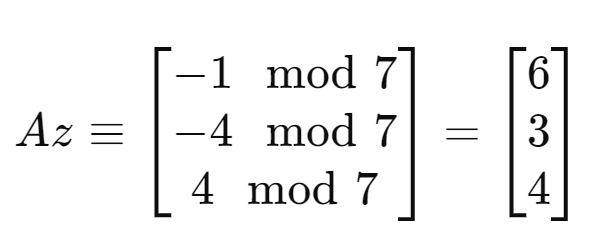 Az ≡ [−1 mod 7
−4 mod 7
4 mod 7] = [6
3
4]